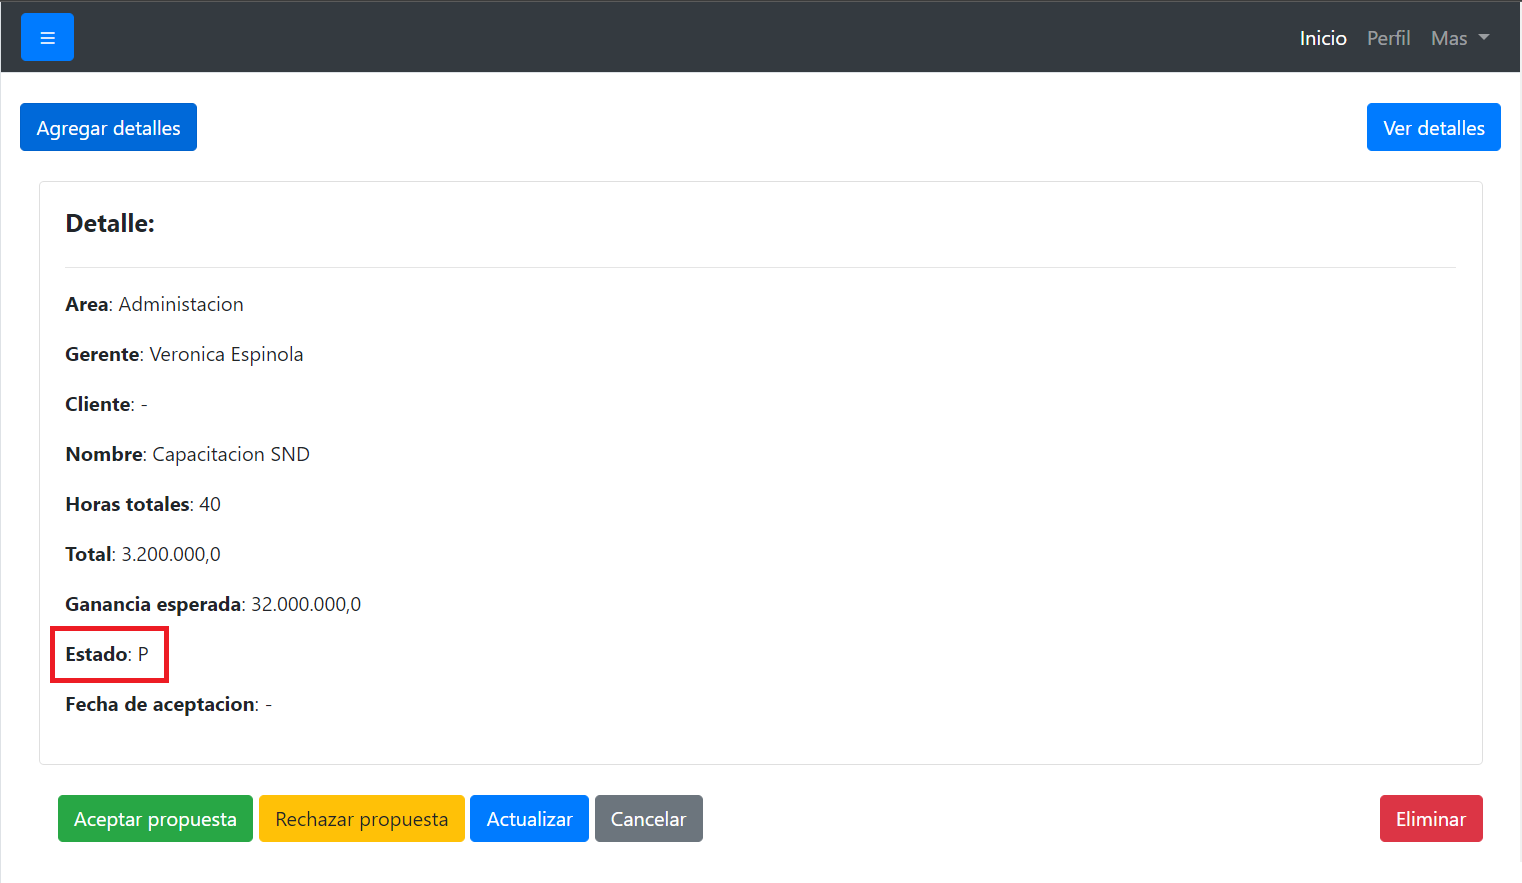 Inicio Perfil Mas
Agregar detalles Ver detalles
Detalle:
Area: Administacion
Gerente: Veronica Espinola
Cliente: -
Nombre: Capacitacion SND
Horas totales: 40
Total: 3.200.000,0
Ganancia esperada: 32.000.000,0
Estado: P
Fecha de aceptacion: -
Aceptar propuesta Rechazar propuesta Actualizar Cancelar Eliminar